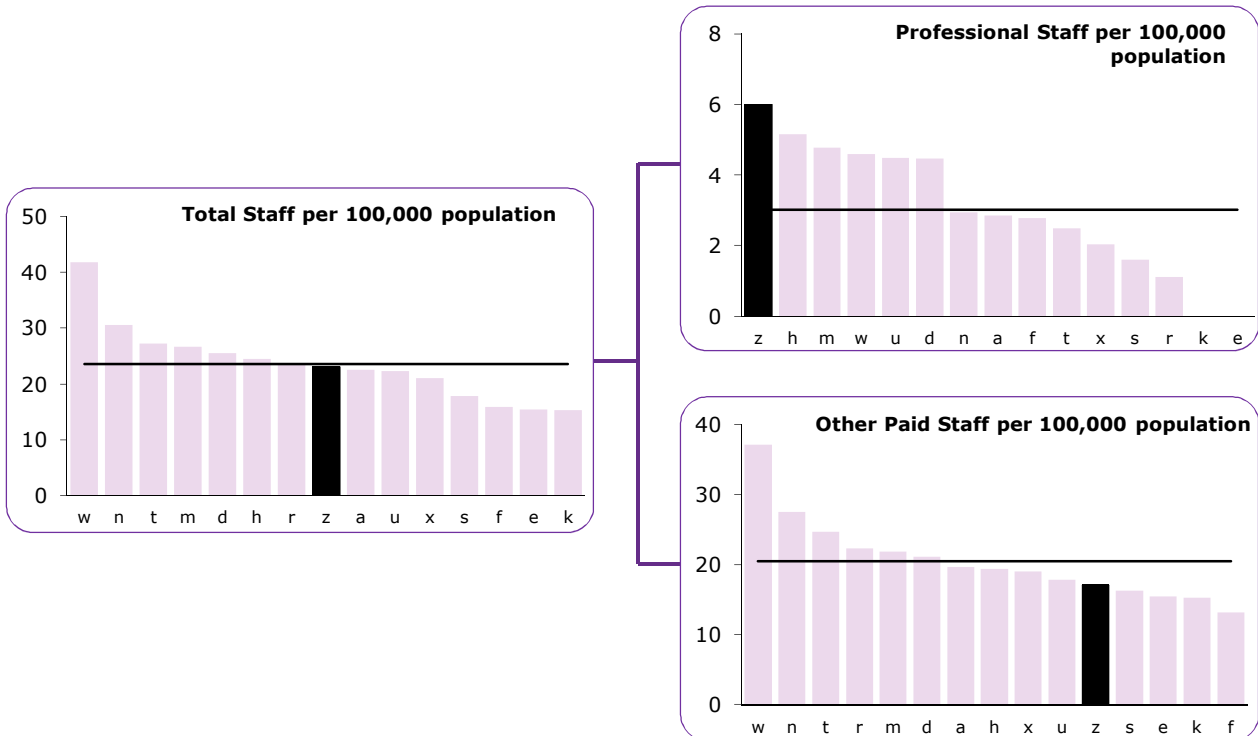 Total Staff per 100,000 population
50
40
30
20
10
0
w n t m d h r z a u x s f e k
Professional Staff per 100,000
population
8
6
4
2
0
z h m w u d n a f t x s r k e
Other Paid Staff per 100,000 population
40
30
20
10
0
w n t r m d a h x u z s e k f